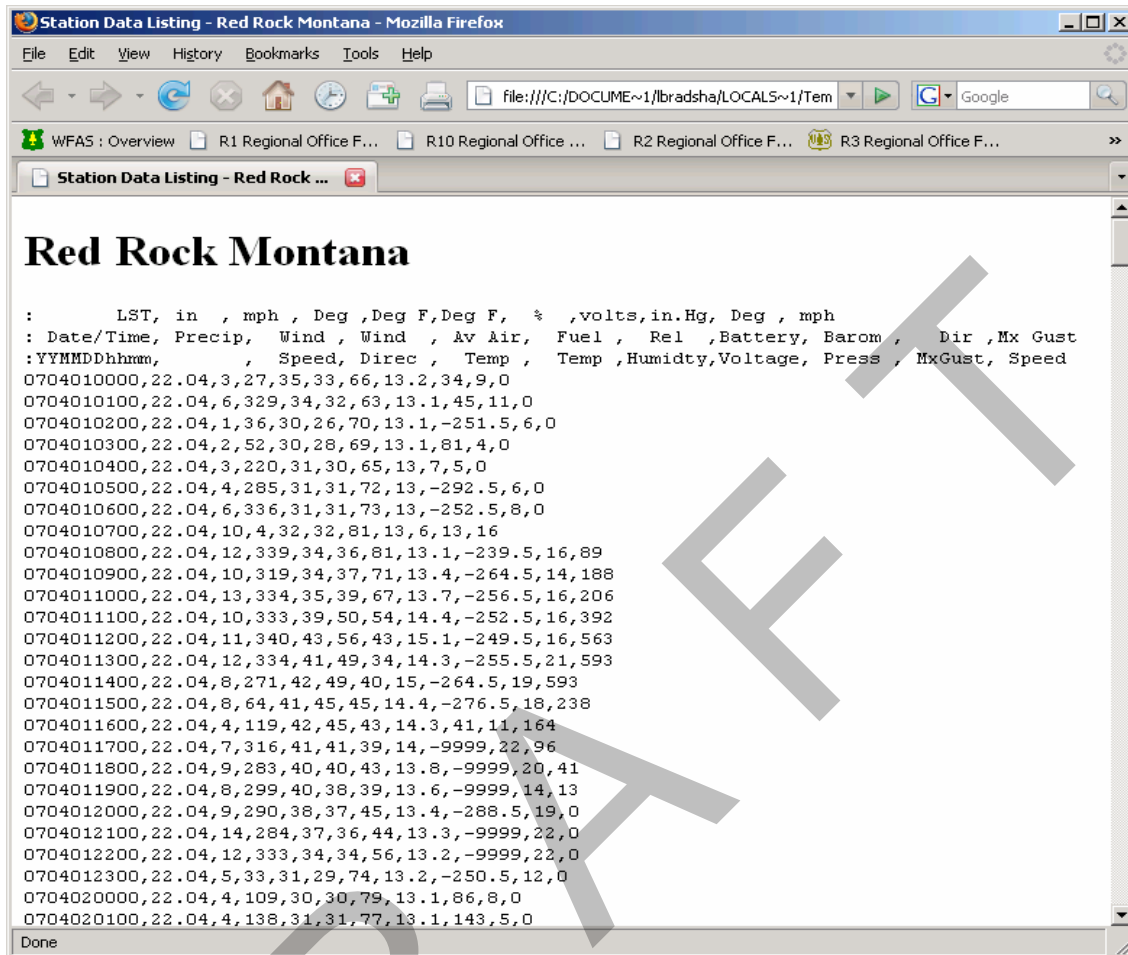 Station Data Listing - Red Rock Montana - Mozilla Firefox
File Edit View History Bookmarks Tools Help
file:///C:/DOCUME~1/lbradsha/LOCALS~1/Tem
G Google
WFAS : Overview R1 Regional Office F... R10 Regional Office ... R2 Regional Office F... R3 Regional Office F... »
Station Data Listing - Red Rock ...
Red Rock Montana
: LST, in , mph , Deg ,Deg F,Deg F, % ,volts,in.Hg, Deg , mph
: Date/Time, Precip, Wind , Wind , Av Air, Fuel , Rel ,Battery, Barom , Dir ,Mx Gust
:YYMMDDhhmm, , Speed, Direc , Temp , Temp ,Humidty,Voltage, Press , MxGust, Speed
0704010000,22.04,3,27,35,33,66,13.2,34,9,0
0704010100,22.04,6,329,34,32,63,13.1,45,11,0
0704010200,22.04,1,36,30,26,70,13.1,-251.5,6,0
0704010300,22.04,2,52,30,28,69,13.1,81,4,0
0704010400,22.04,3,220,31,30,65,13,7,5,0
0704010500,22.04,4,285,31,31,72,13,-292.5,6,0
0704010600,22.04,6,336,31,31,73,13,-252.5,8,0
0704010700,22.04,10,4,32,32,81,13,6,13,16
0704010800,22.04,12,339,34,36,81,13.1,-239.5,16,89
0704010900,22.04,10,319,34,37,71,13.4,-264.5,14,188
0704011000,22.04,13,334,35,39,67,13.7,-256.5,16,206
0704011100,22.04,10,333,39,50,54,14.4,-252.5,16,392
0704011200,22.04,11,340,43,56,43,15.1,-249.5,16,563
0704011300,22.04,12,334,41,49,34,14.3,-255.5,21,593
0704011400,22.04,8,271,42,49,40,15,-264.5,19,593
0704011500,22.04,8,64,41,45,45,14.4,-276.5,18,238
0704011600,22.04,4,119,42,45,43,14.3,41,11,164
0704011700,22.04,7,316,41,41,39,14,-9999,22,96
0704011800,22.04,9,283,40,40,43,13.8,-9999,20,41
0704011900,22.04,8,299,40,38,39,13.6,-9999,14,13
0704012000,22.04,9,290,38,37,45,13.4,-288.5,19,0
0704012100,22.04,14,284,37,36,44,13.3,-9999,22,0
0704012200,22.04,12,333,34,34,56,13.2,-9999,22,0
0704012300,22.04,5,33,31,29,74,13.2,-250.5,12,0
0704020000,22.04,4,109,30,30,79,13.1,86,8,0
0704020100,22.04,4,138,31,31,77,13.1,143,5,0
Done
RAFT